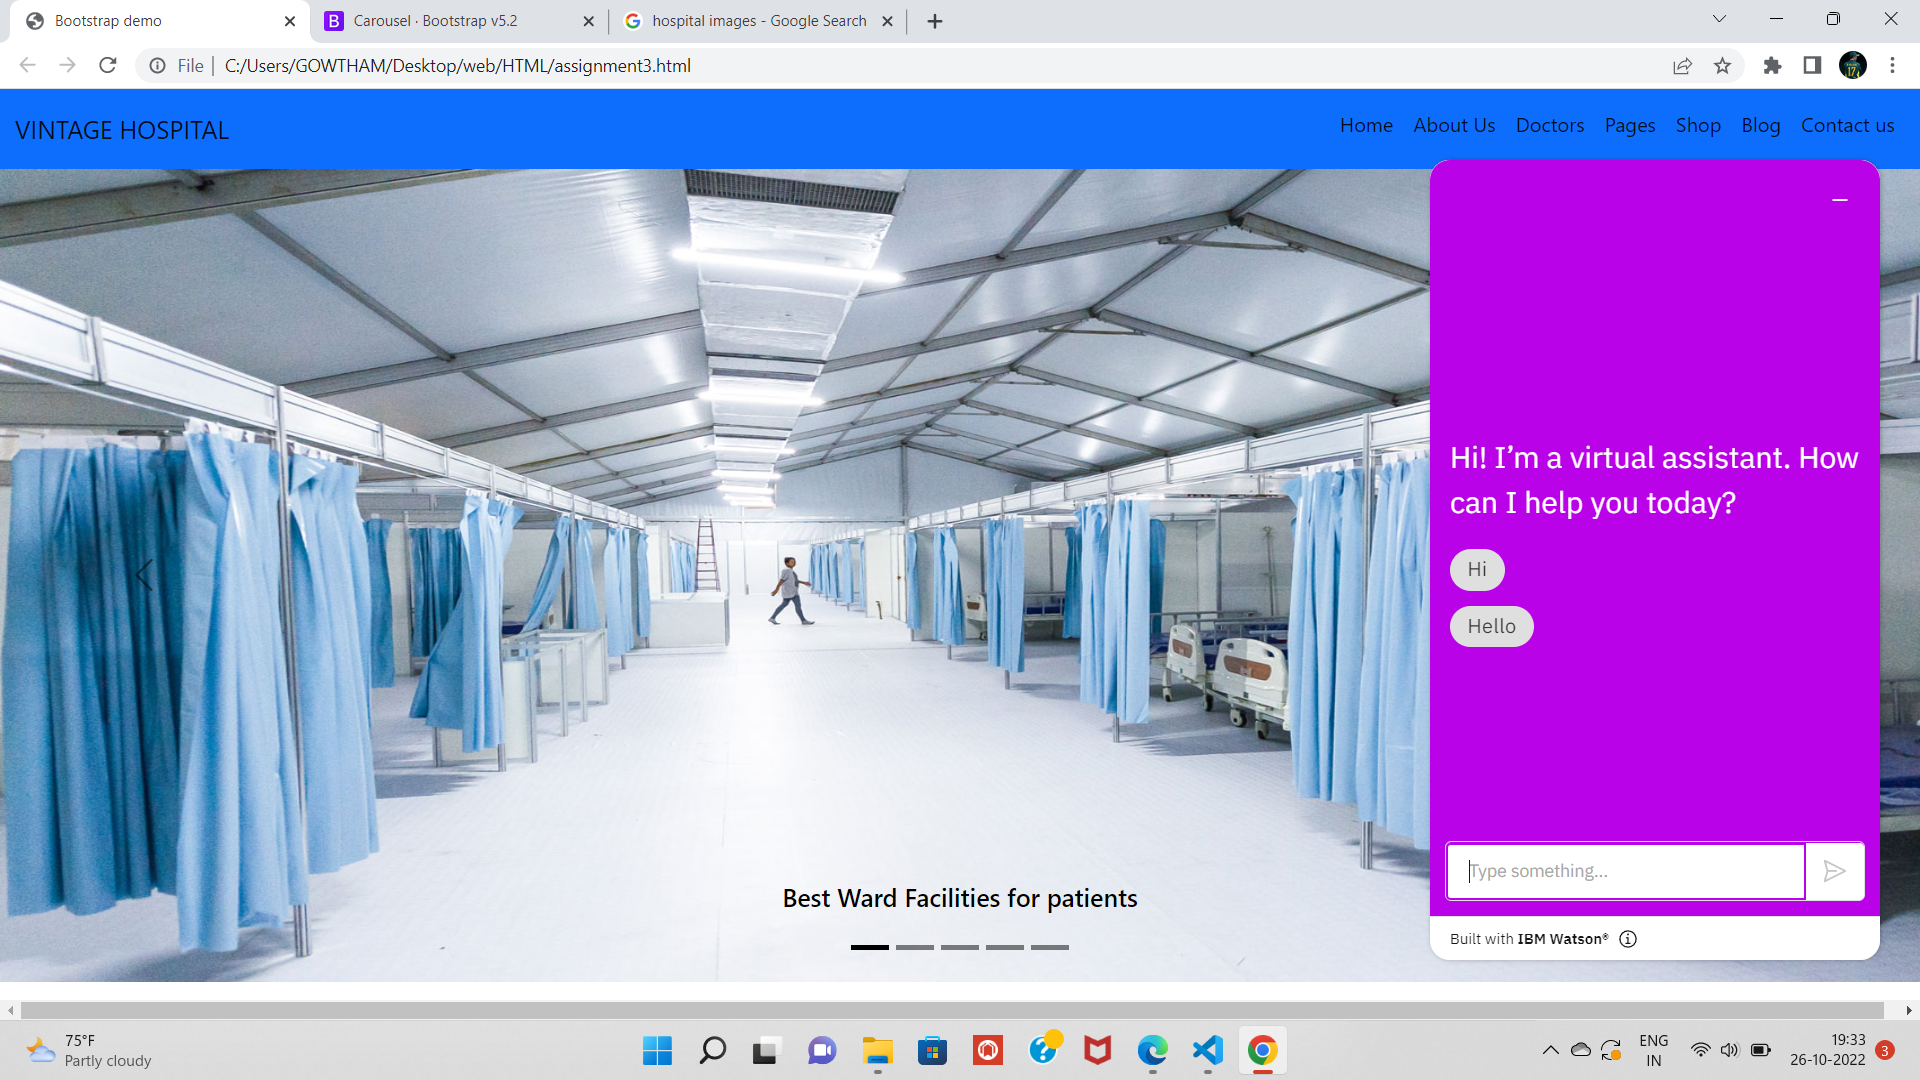 Bootstrap demo
Carousel · Bootstrap v5.2
hospital images - Google Search
File
C:/Users/GOWTHAM/Desktop/web/HTML/assignment3.html
VINTAGE HOSPITAL
Home About Us Doctors Pages Shop Blog Contact us
Hi! I’m a virtual assistant. How
can I help you today?
Hi
Hello
Type something...
Best Ward Facilities for patients
Built with IBM Watson®
75°F
Partly cloudy
ENG
IN
19:33
26-10-2022
3